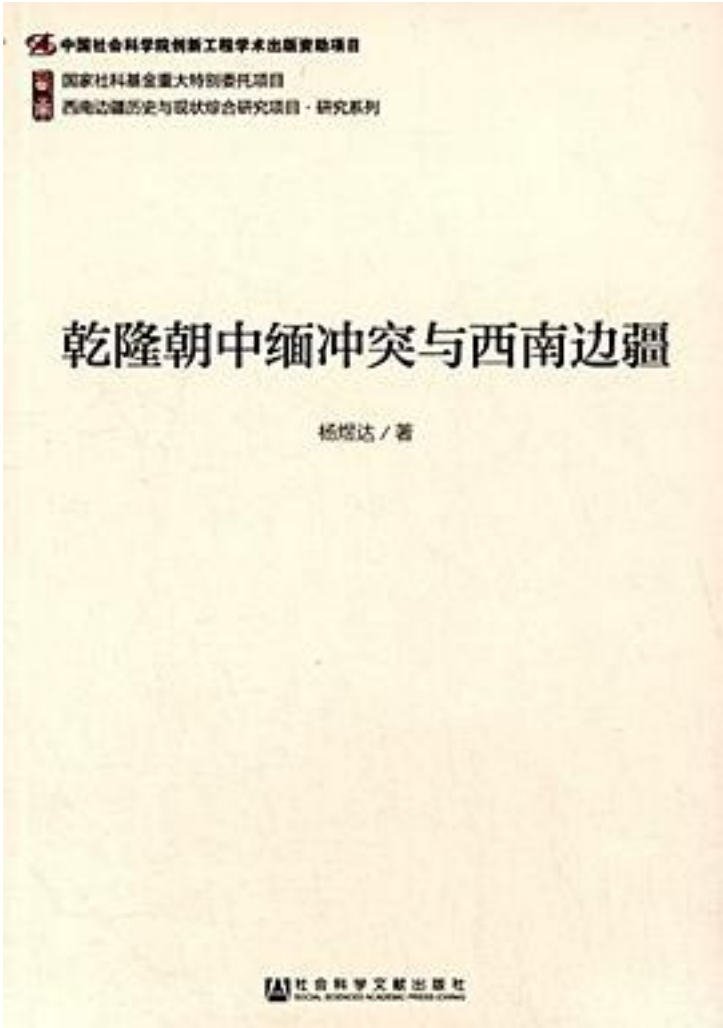 中国社会科学院创新工程学术出版资助项目
国家社科基金重大特别委托项目
西南边疆历史与现状综合研究项目·研究系列
乾隆朝中缅冲突与西南边疆
杨煜达/著
社会科学文献出版社
SOCIAL SCIENCES ACADEMIC PRESS (CHINA)